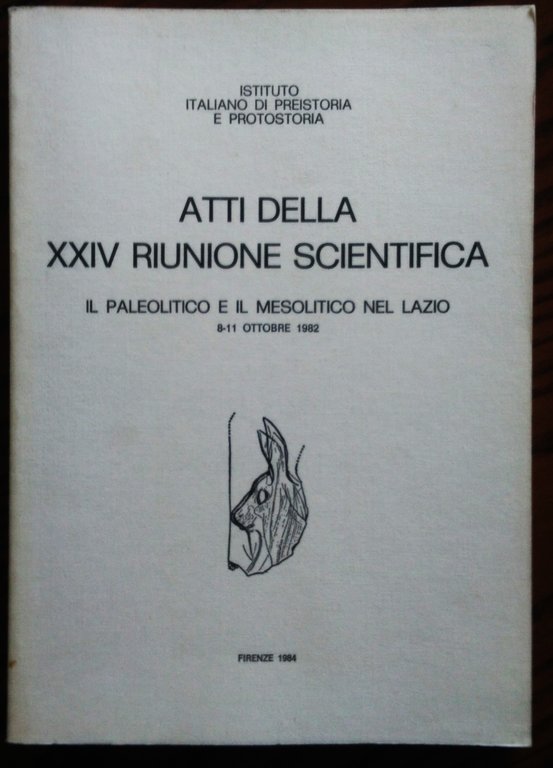 ISTITUTO
ITALIANO DI PREISTORIA
E PROTOSTORIA
ATTI DELLA
XXIV RIUNIONE SCIENTIFICA
IL PALEOLITICO E IL MESOLITICO NEL LAZIO
8-11 OTTOBRE 1982
FIRENZE 1984